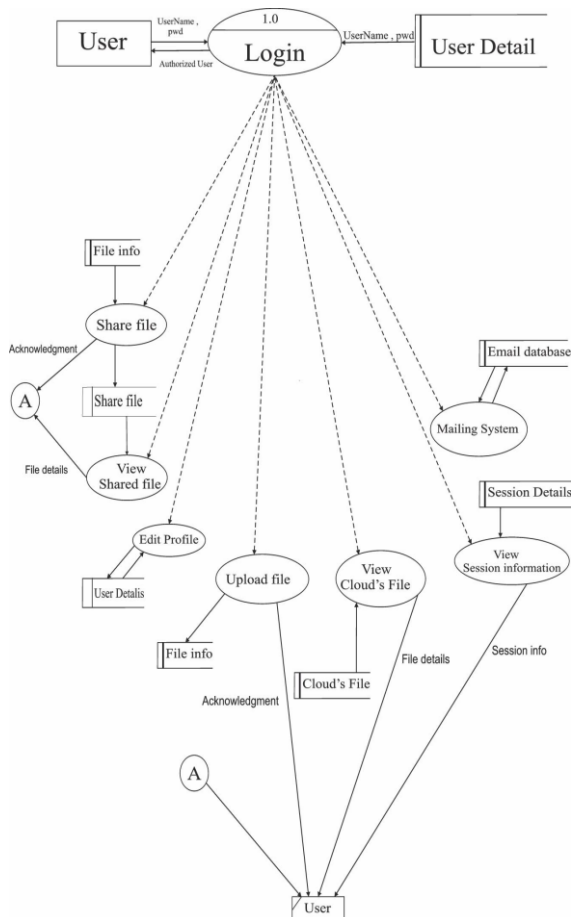 UserName ,
pwd
User
Authorized User
1.0
Login
UserName , pwd
User Detail
File info
Share file
Acknowledgment
A
Share file
File details
View
Shared file
Email database
Mailing System
Session Details
View
Session information
Edit Profile
User Detalis
Upload file
View
Cloud's File
File info
Cloud's File
File details
Session info
Acknowledgment
A
User